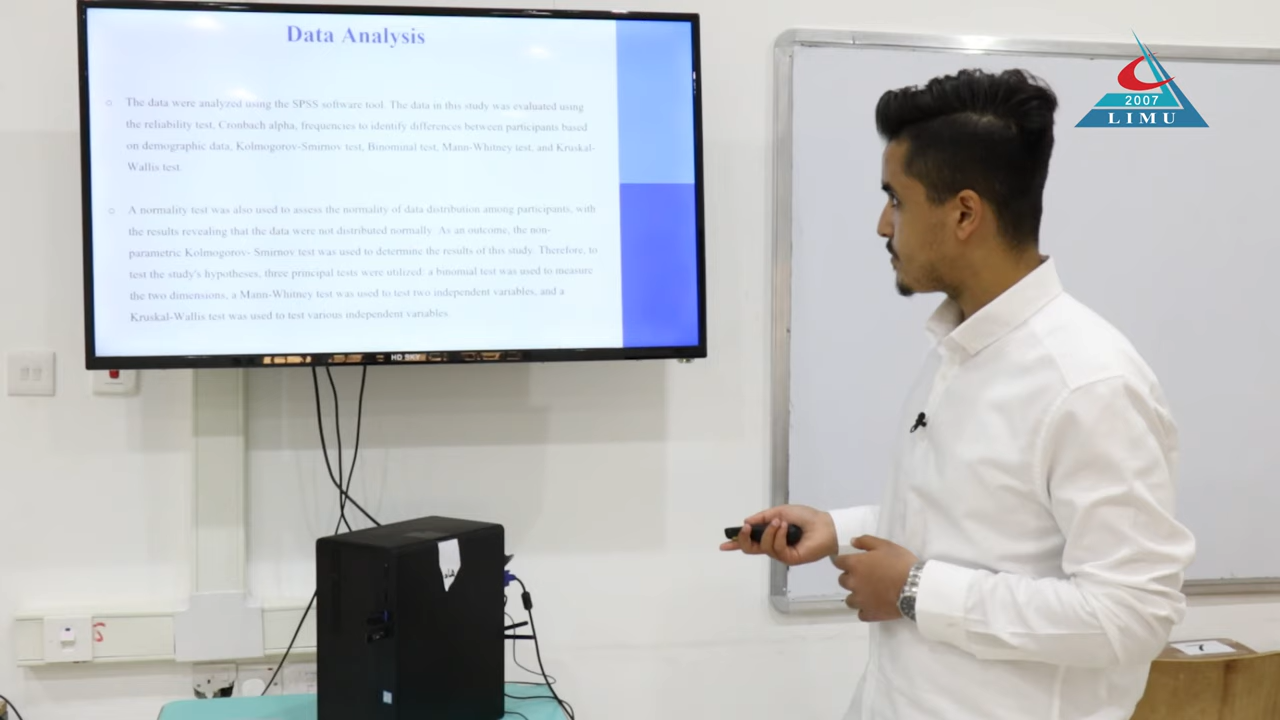 Data Analysis
The data were analyzed using the SPSS software tool. The data in this study was evaluated using
the reliability test, Cronbach alpha, frequencies to identify differences between participants based
on demographic data, Kolmogorov-Smirnov test, Binominal test, Mann-Whitney test, and Kruskal-
Wallis test.
A normality test was also used to assess the normality of data distribution among participants, with
the results revealing that the data were not distributed normally. As an outcome, the non-
parametric Kolmogorov- Smirnov test was used to determine the results of this study. Therefore, to
test the study's hypotheses, three principal tests were utilized: a binomial test was used to measure
the two dimensions, a Mann-Whitney test was used to test two independent variables, and a
Kruskal-Wallis test was used to test various independent variables.
2007
LIMU